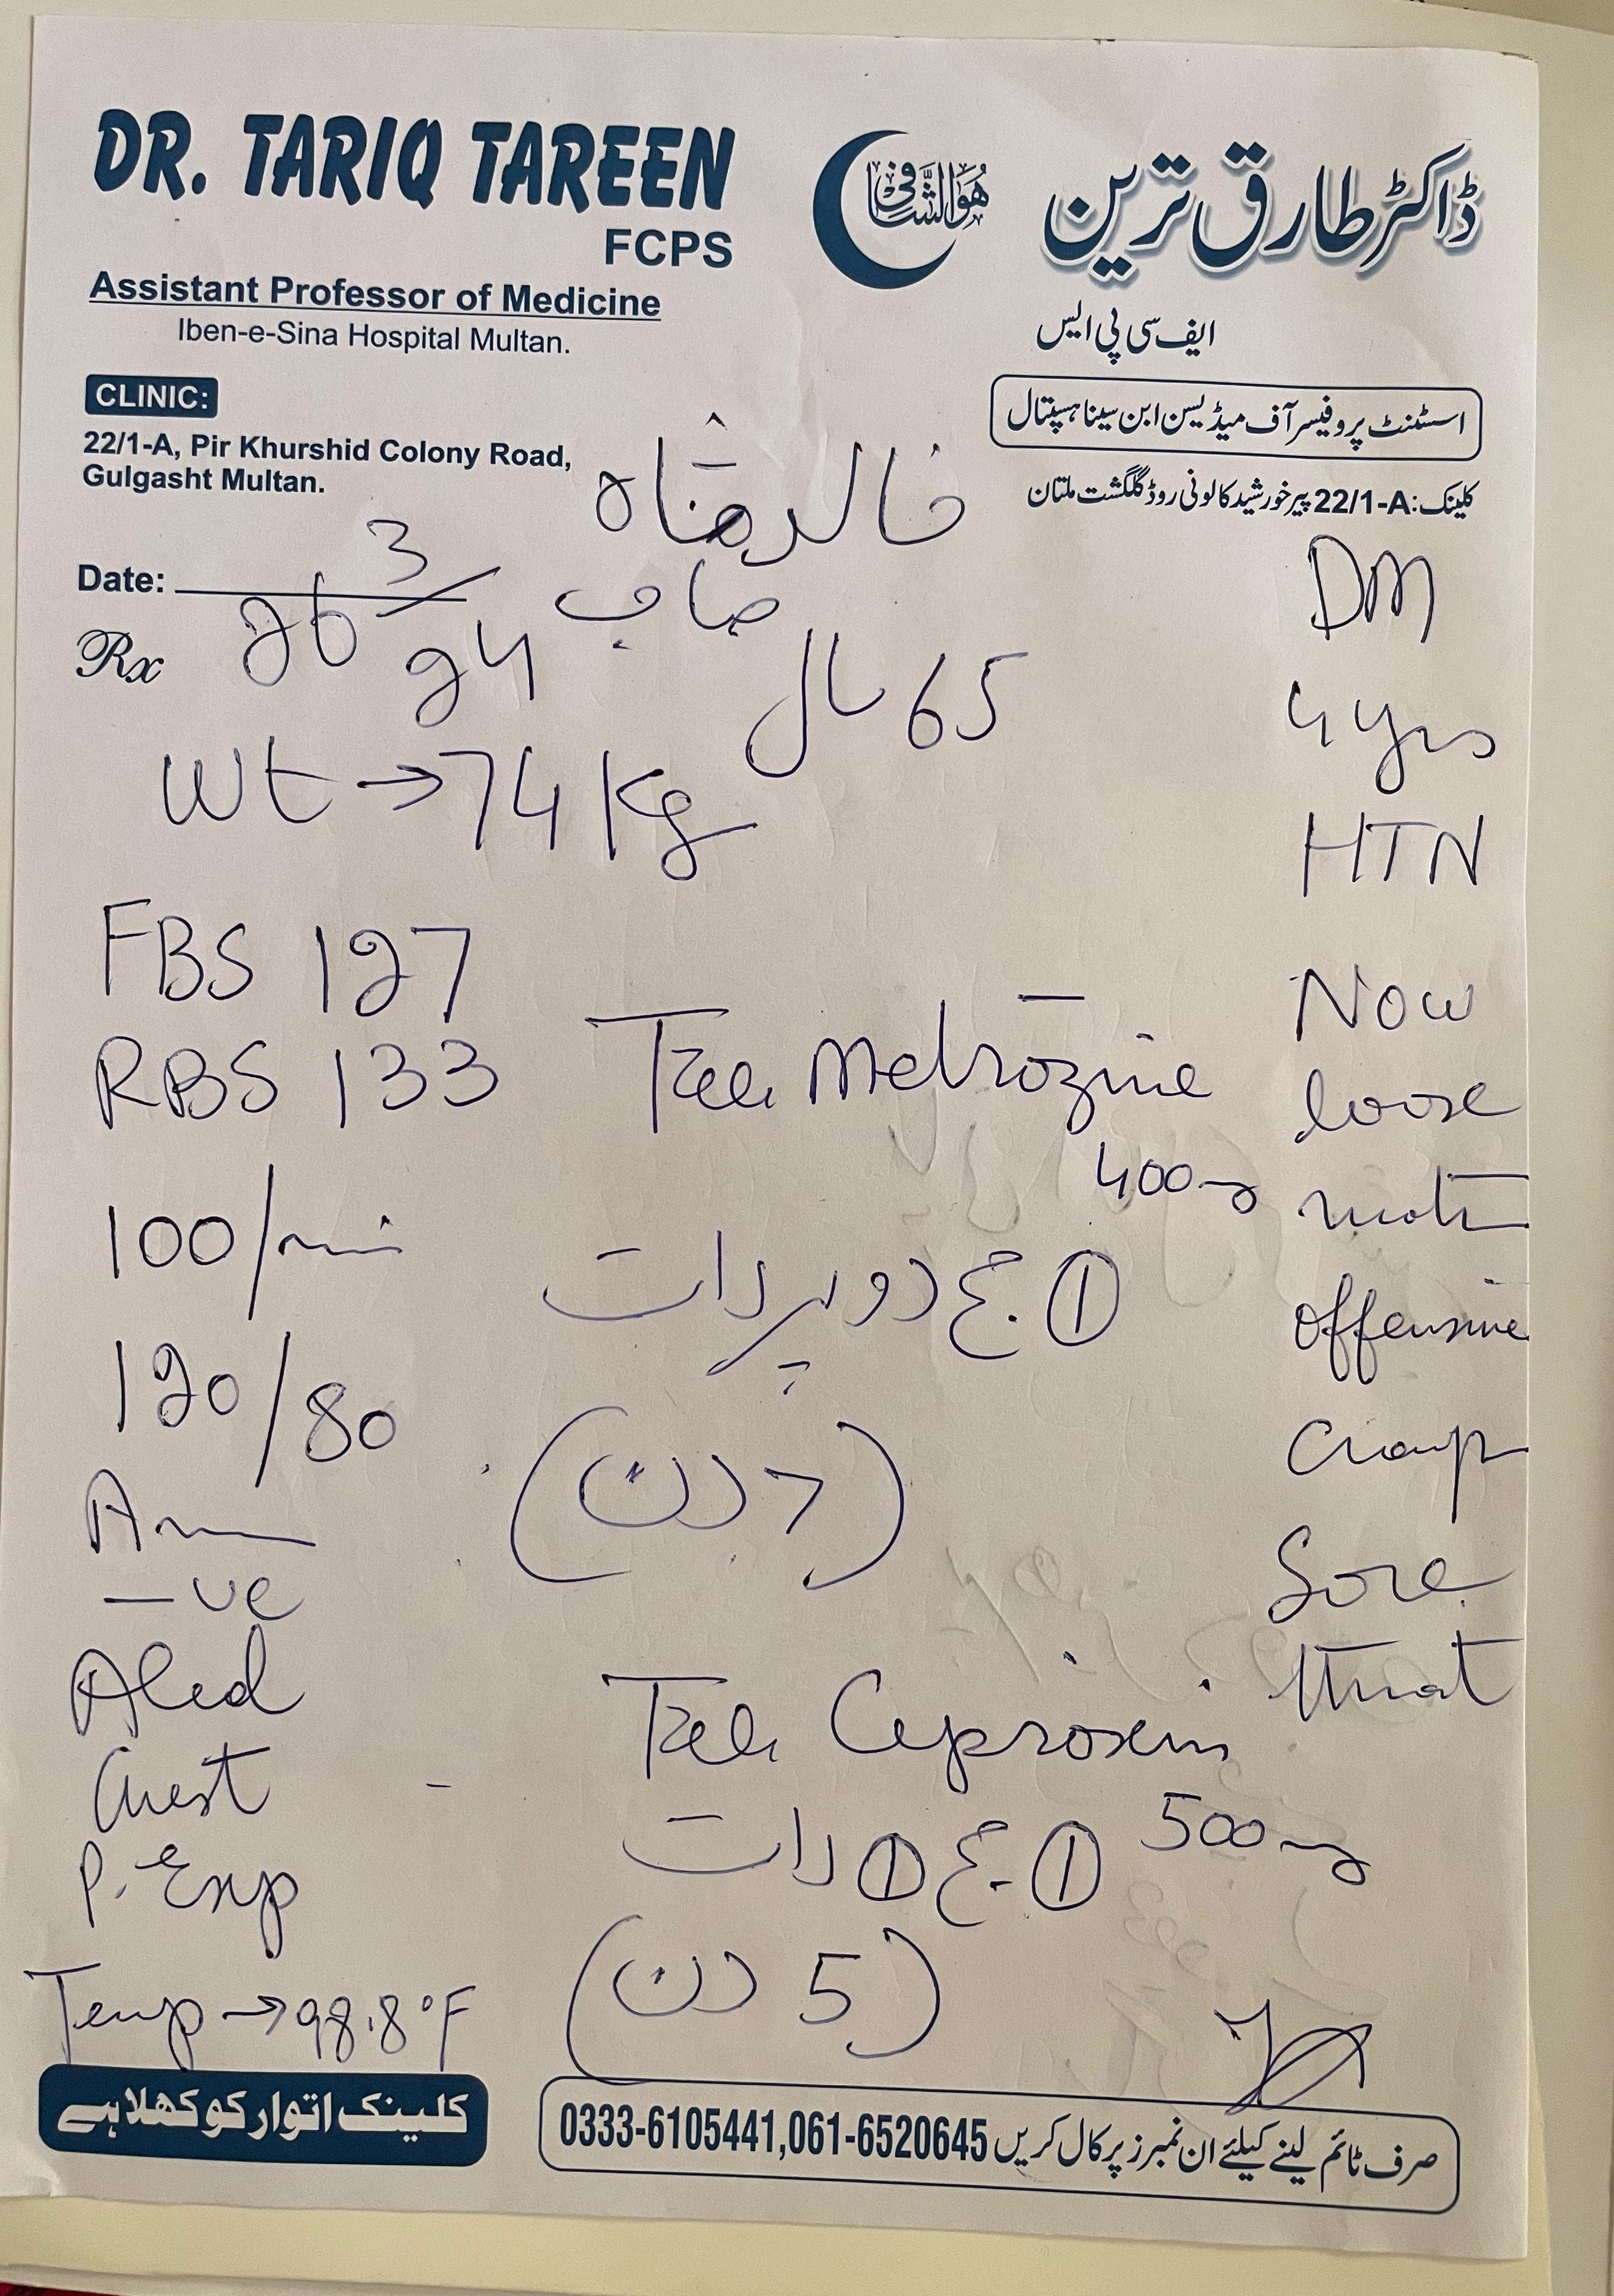 DR. TARIQ TAREEN
FCPS
Assistant Professor of Medicine
Iben-e-Sina Hospital Multan.
CLINIC:
22/1-A, Pir Khurshid Colony Road,
Gulgasht Multan.
ھُوَ الشَّافِی
ڈاکٹر طارق ترین
ایف سی پی ایس
اسسٹنٹ پروفیسر آف میڈیسن ابن سینا ہسپتال
کلینک: 22/1-A پیر خورشید کالونی روڈ گلگشت ملتان
خالد شاہ
صاب
Date: 26/3/24
Rx
65 سال
Wt → 74 Kg
FBS 127
RBS 133
100/min
120/80
-ve
Chest
Temp → 98.8°F
DM
4 yrs
HTN
Now
loose
motion
offensive
cramp
Sore
throat
Tab. Metrozine
400mg
① صبح دوپہر رات
(7 دن)
Tab. Ceproxin
500mg
① صبح ① رات
(5 دن)
کلینک اتوار کو کھلا ہے
صرف ٹائم لینے کیلئے ان نمبرز پر کال کریں 0333-6105441,061-6520645